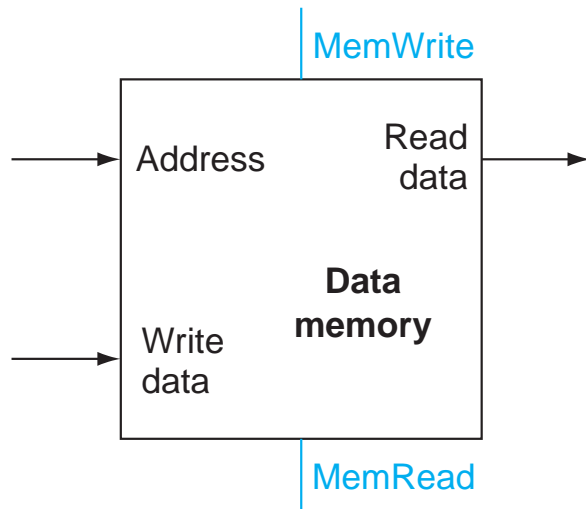 MemWrite
Address
Read
data
Data
memory
Write
data
MemRead